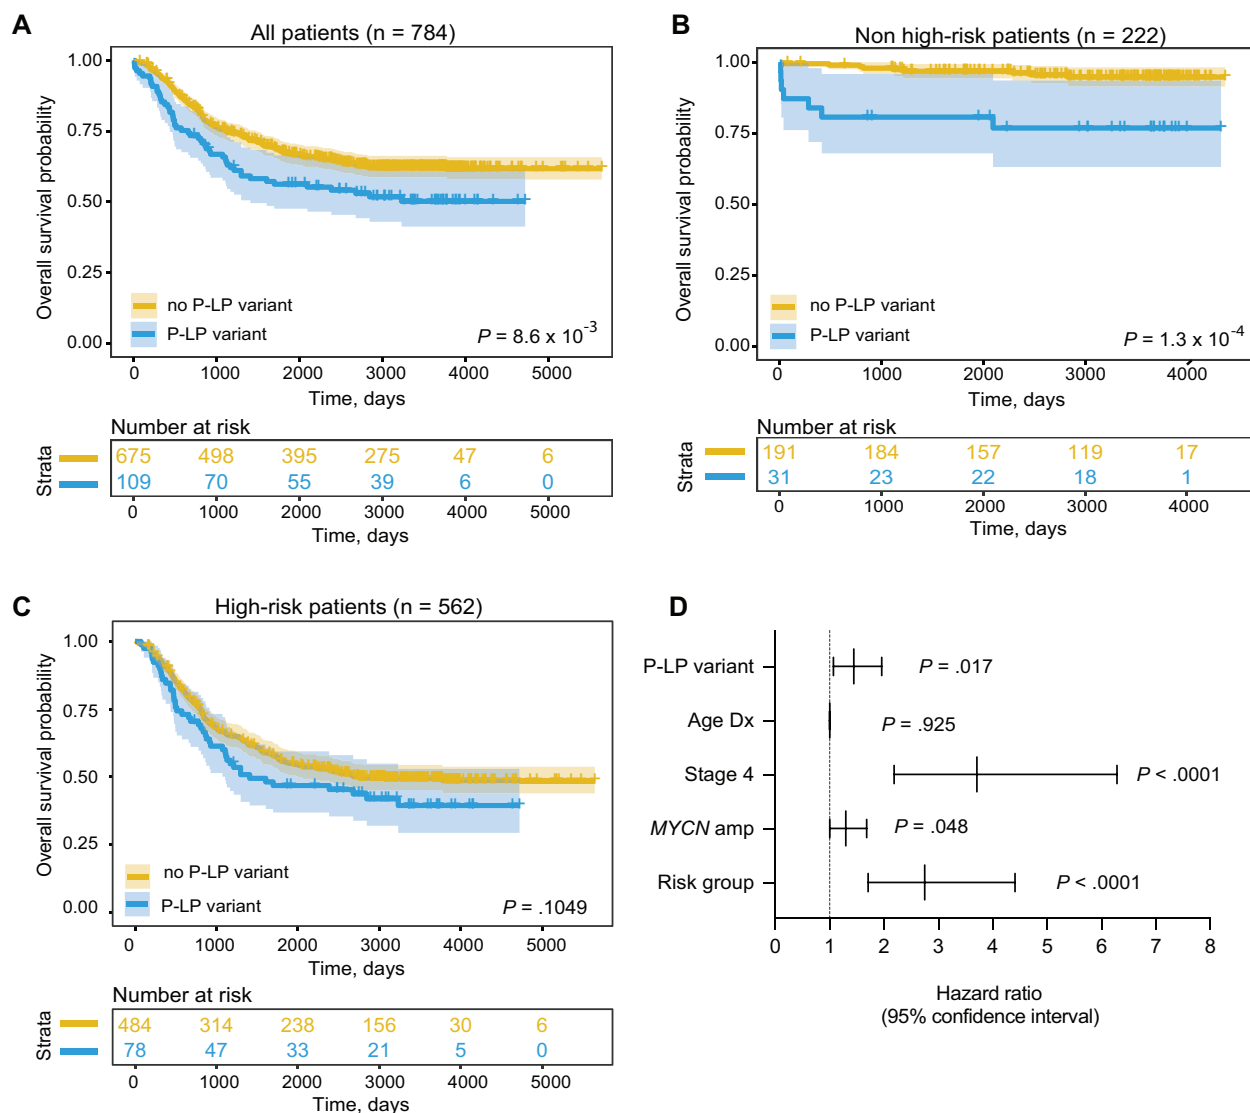 A
All patients (n = 784)
Overall survival probability
1.00
0.75
0.50
0.25
0.00
no P-LP variant
P-LP variant
P = 8.6 x 10-3
0 1000 2000 3000 4000 5000
Time, days
Number at risk
Strata
675 498 395 275 47 6
109 70 55 39 6 0
0 1000 2000 3000 4000 5000
Time, days
B
Non high-risk patients (n = 222)
Overall survival probability
1.00
0.75
0.50
0.25
0.00
no P-LP variant
P-LP variant
P = 1.3 x 10-4
0 1000 2000 3000 4000
Time, days
Number at risk
Strata
191 184 157 119 17
31 23 22 18 1
0 1000 2000 3000 4000
Time, days
C
High-risk patients (n = 562)
Overall survival probability
1.00
0.75
0.50
0.25
0.00
no P-LP variant
P-LP variant
P = .1049
0 1000 2000 3000 4000 5000
Time, days
Number at risk
Strata
484 314 238 156 30 6
78 47 33 21 5 0
0 1000 2000 3000 4000 5000
Time, days
D
P-LP variant P = .017
Age Dx P = .925
Stage 4 P < .0001
MYCN amp P = .048
Risk group P < .0001
0 1 2 3 4 5 6 7 8
Hazard ratio
(95% confidence interval)